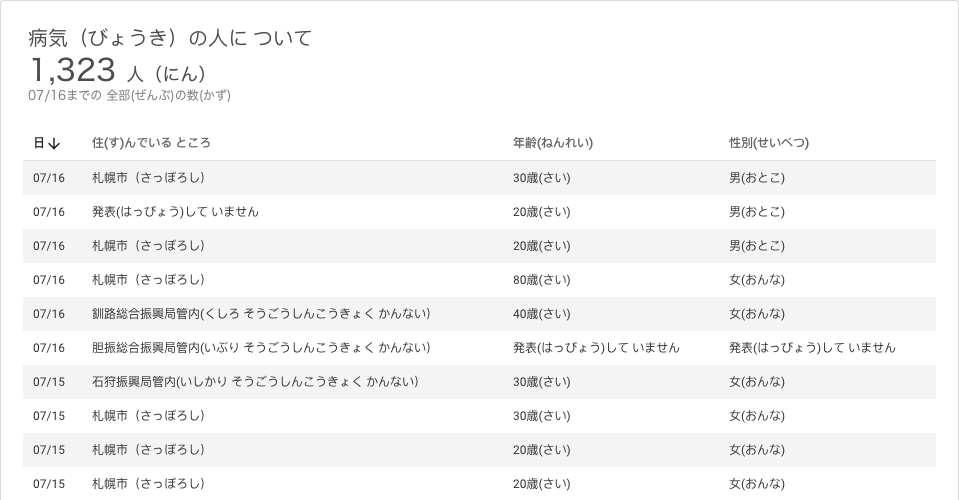 病気（びょうき）の人に ついて
1,323 人（にん）
07/16までの 全部(ぜんぶ)の数(かず)
日↓ 住(す)んでいる ところ 年齢(ねんれい) 性別(せいべつ)
07/16 札幌市（さっぽろし） 30歳(さい) 男(おとこ)
07/16 発表(はっぴょう)して いません 20歳(さい) 男(おとこ)
07/16 札幌市（さっぽろし） 20歳(さい) 男(おとこ)
07/16 札幌市（さっぽろし） 80歳(さい) 女(おんな)
07/16 釧路総合振興局管内(くしろ そうごうしんこうきょく かんない） 40歳(さい) 女(おんな)
07/16 胆振総合振興局管内(いぶり そうごうしんこうきょく かんない） 発表(はっぴょう)して いません 発表(はっぴょう)して いません
07/15 石狩振興局管内(いしかり そうごうしんこうきょく かんない） 30歳(さい) 女(おんな)
07/15 札幌市（さっぽろし） 30歳(さい) 女(おんな)
07/15 札幌市（さっぽろし） 20歳(さい) 女(おんな)
07/15 札幌市（さっぽろし） 20歳(さい) 女(おんな)